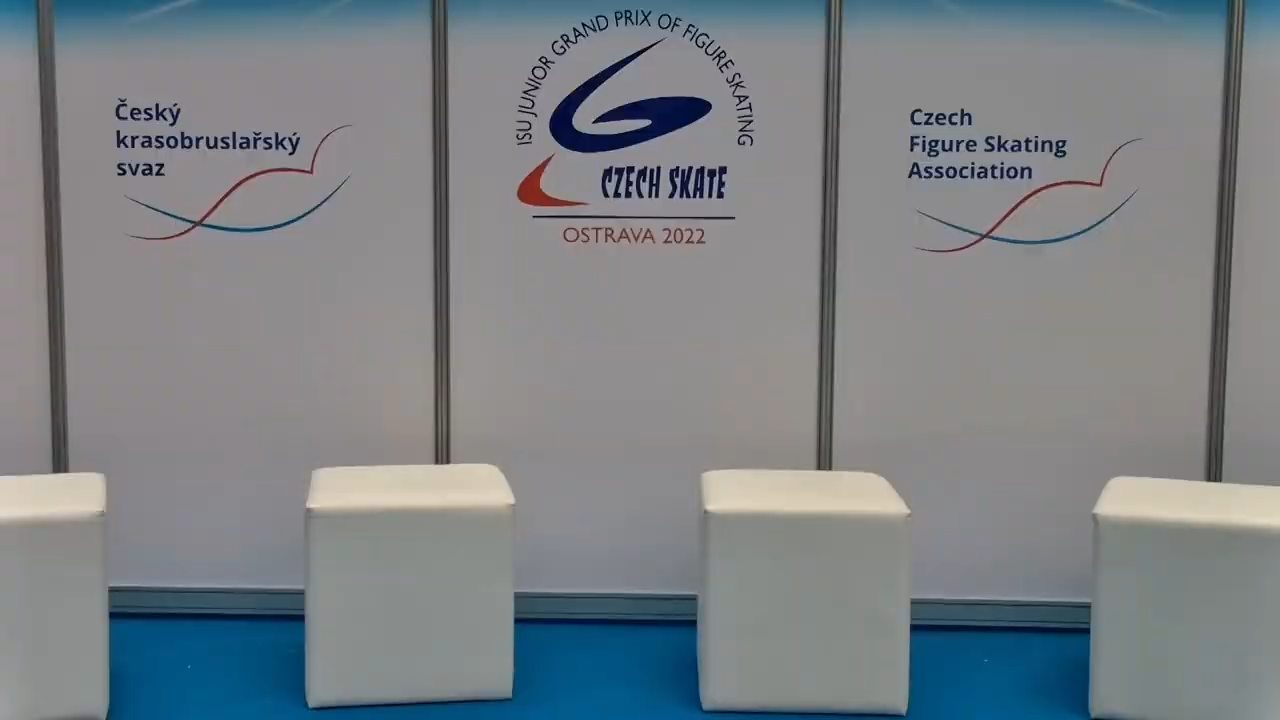 Český
krasobruslařský
svaz
ISU JUNIOR GRAND PRIX OF FIGURE SKATING
CZECH SKATE
OSTRAVA 2022
Czech
Figure Skating
Association